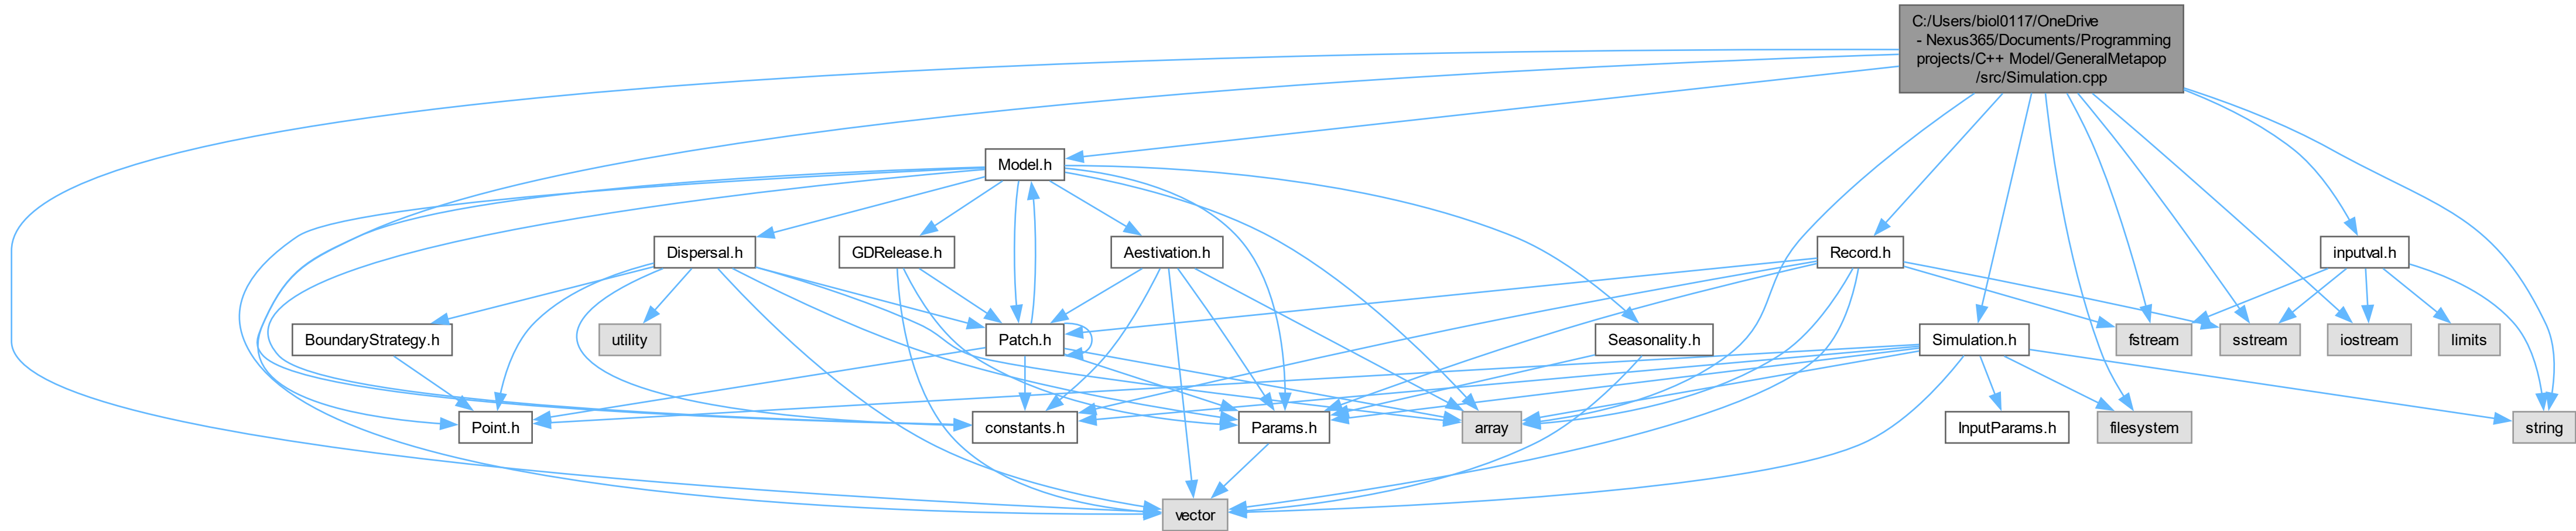 C:/Users/biol0117/OneDrive
- Nexus365/Documents/Programming
projects/C++ Model/GeneralMetapop
/src/Simulation.cpp
Model.h
Dispersal.h
GDRelease.h
Aestivation.h
Record.h
inputval.h
BoundaryStrategy.h
utility
Patch.h
Seasonality.h
Simulation.h
fstream
sstream
iostream
limits
Point.h
constants.h
Params.h
array
InputParams.h
filesystem
string
vector